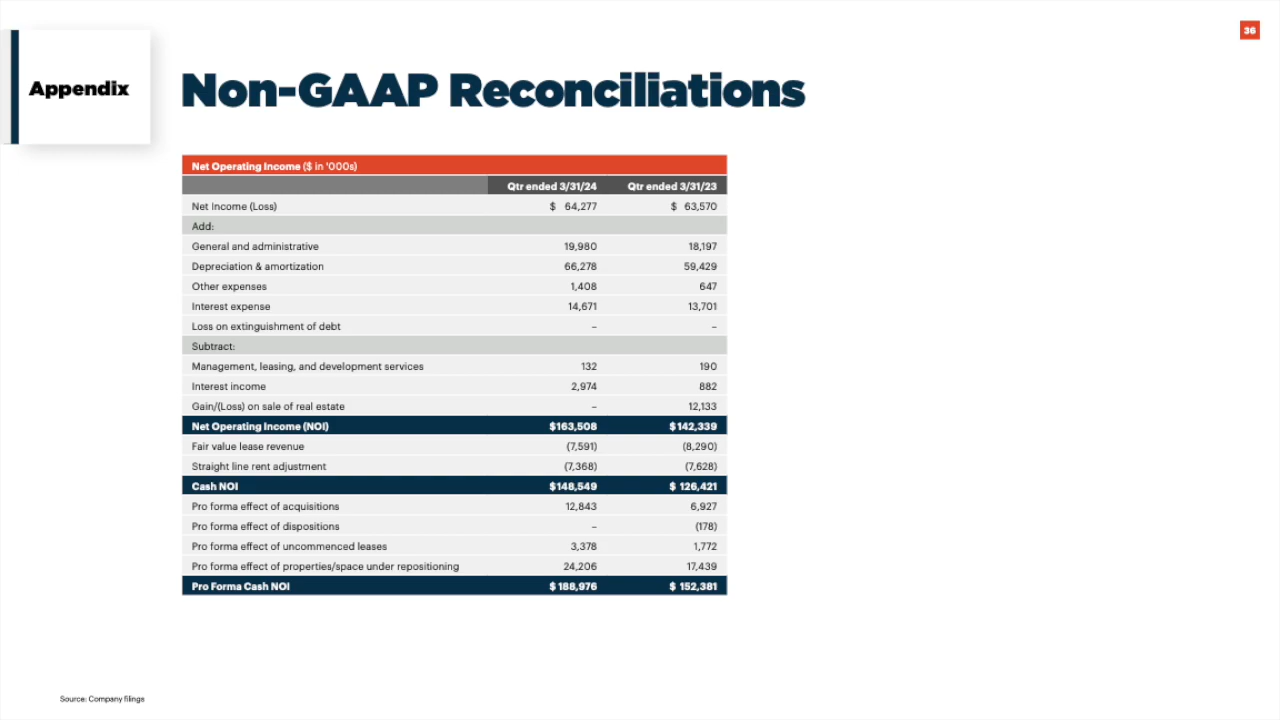 36
Appendix
Non-GAAP Reconciliations
Net Operating Income ($ in '000s)
Qtr ended 3/31/24 Qtr ended 3/31/23
Net Income (Loss) $ 64,277 $ 63,570
Add:
General and administrative 19,980 18,197
Depreciation & amortization 66,278 59,429
Other expenses 1,408 647
Interest expense 14,671 13,701
Loss on extinguishment of debt – –
Subtract:
Management, leasing, and development services 132 190
Interest income 2,974 882
Gain/(Loss) on sale of real estate – 12,133
Net Operating Income (NOI) $163,508 $142,339
Fair value lease revenue (7,591) (8,290)
Straight line rent adjustment (7,368) (7,628)
Cash NOI $148,549 $ 126,421
Pro forma effect of acquisitions 12,843 6,927
Pro forma effect of dispositions – (178)
Pro forma effect of uncommenced leases 3,378 1,772
Pro forma effect of properties/space under repositioning 24,206 17,439
Pro Forma Cash NOI $ 188,976 $ 152,381
Source: Company filings